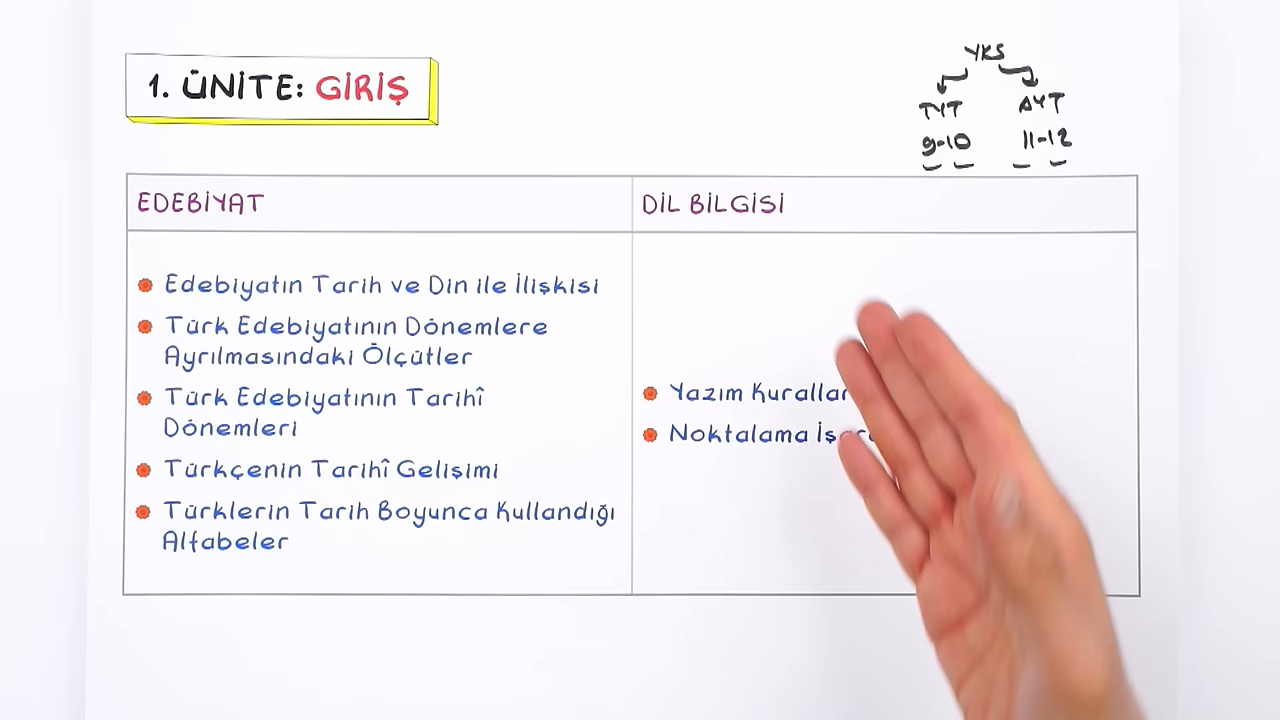 1. ÜNİTE: GİRİŞ
YKS
TYT AYT
9-10 11-12
EDEBİYAT
DİL BİLGİSİ
Edebiyatın Tarih ve Din ile İlişkisi
Türk Edebiyatının Dönemlere
Ayrılmasındaki Ölçütler
Türk Edebiyatının Tarihî
Dönemleri
Türkçenin Tarihî Gelişimi
Türklerin Tarih Boyunca Kullandığı
Alfabeler
Yazım
Noktalama